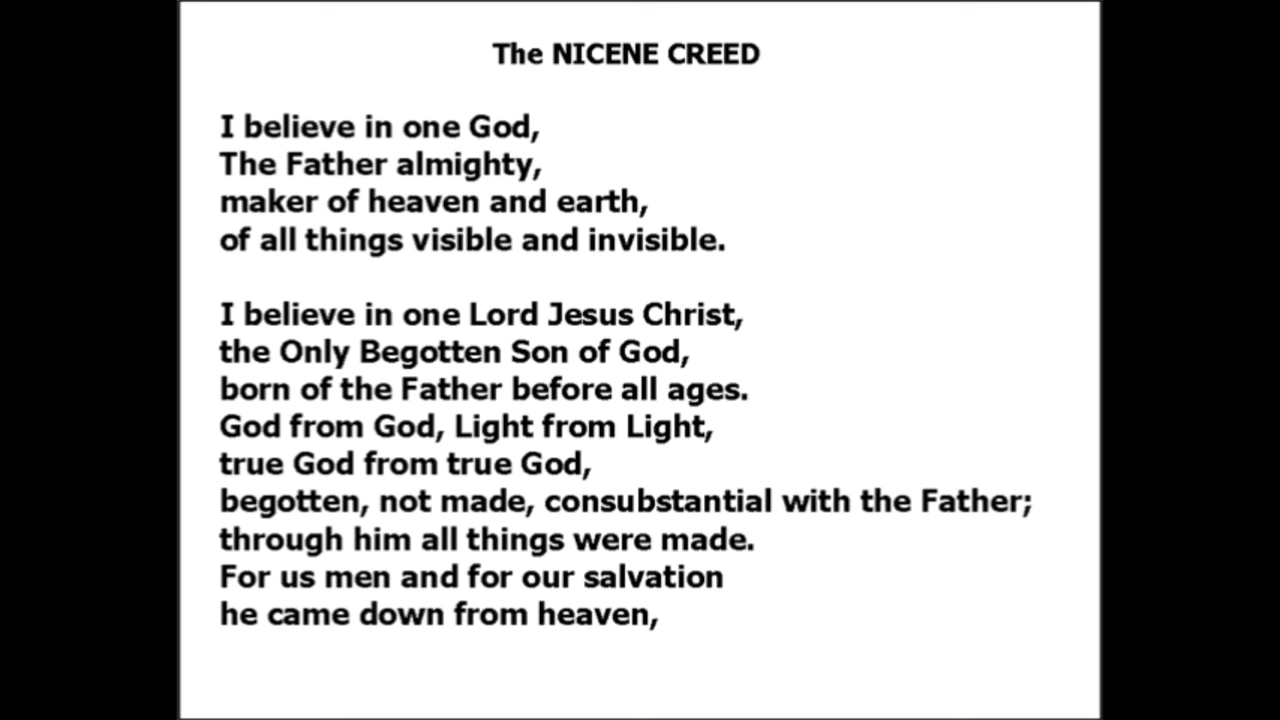 The NICENE CREED
I believe in one God,
The Father almighty,
maker of heaven and earth,
of all things visible and invisible.
I believe in one Lord Jesus Christ,
the Only Begotten Son of God,
born of the Father before all ages.
God from God, Light from Light,
true God from true God,
begotten, not made, consubstantial with the Father;
through him all things were made.
For us men and for our salvation
he came down from heaven,